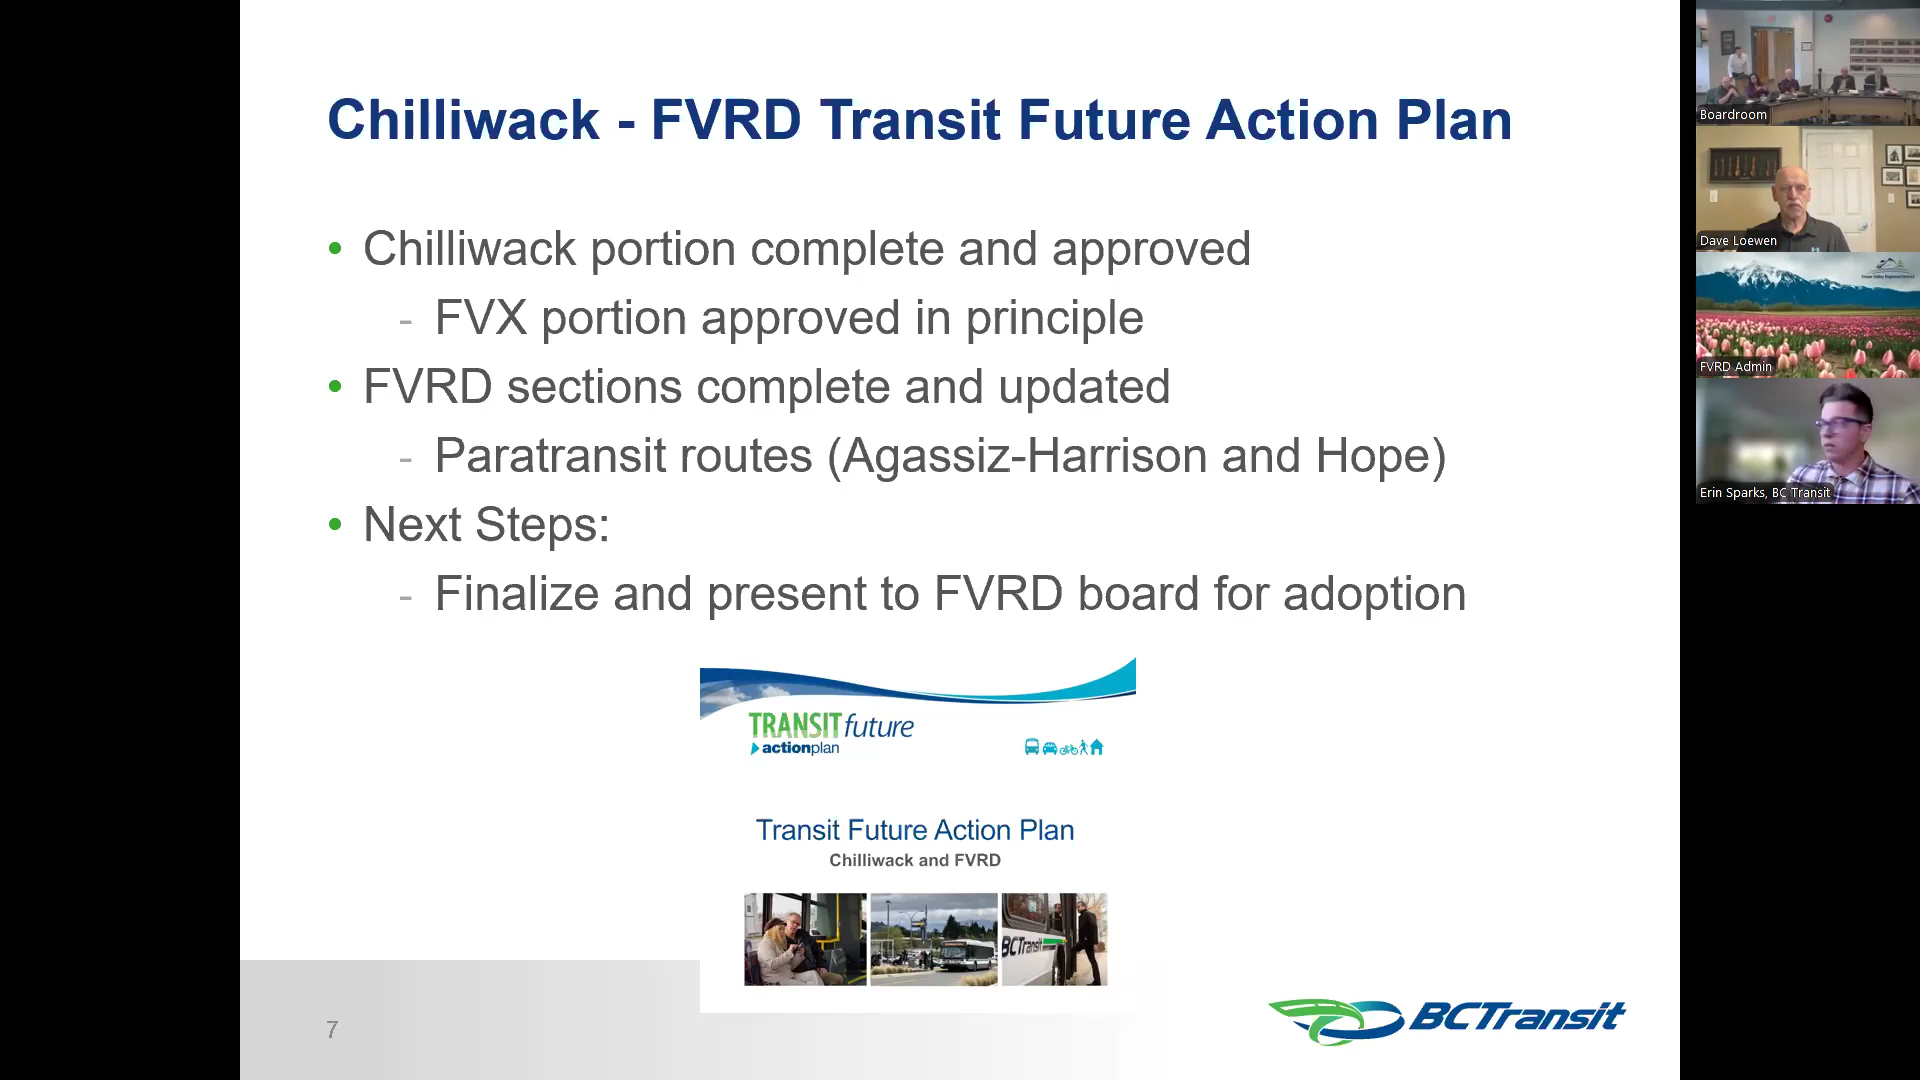 Chilliwack - FVRD Transit Future Action Plan
• Chilliwack portion complete and approved
- FVX portion approved in principle
• FVRD sections complete and updated
- Paratransit routes (Agassiz-Harrison and Hope)
• Next Steps:
- Finalize and present to FVRD board for adoption
TRANSIT future
actionplan
Transit Future Action Plan
Chilliwack and FVRD
BCTransit
7
BCTransit
Boardroom
Dave Loewen
FVRD Admin
Erin Sparks, BC Transit